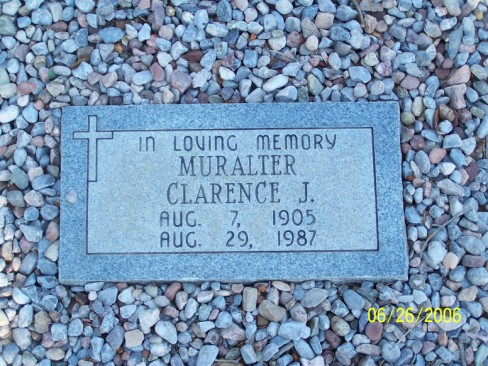 IN LOVING MEMORY
MURALTER
CLARENCE J.
AUG. 7, 1905
AUG. 29, 1987
06/26/2006